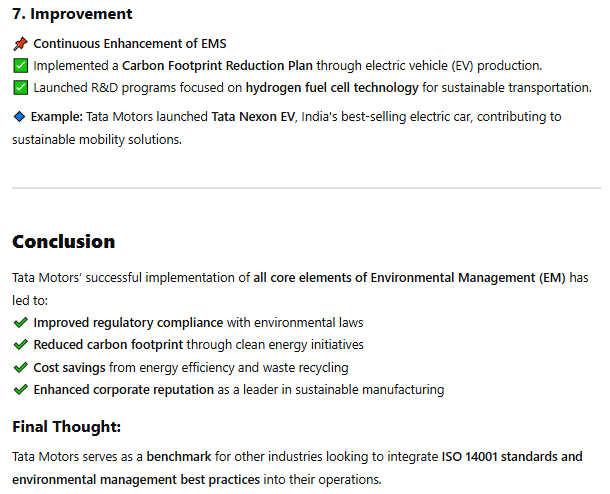 7. Improvement
📌 Continuous Enhancement of EMS
✅ Implemented a Carbon Footprint Reduction Plan through electric vehicle (EV) production.
✅ Launched R&D programs focused on hydrogen fuel cell technology for sustainable transportation.
🔹 Example: Tata Motors launched Tata Nexon EV, India's best-selling electric car, contributing to
sustainable mobility solutions.
Conclusion
Tata Motors' successful implementation of all core elements of Environmental Management (EM) has
led to:
✔ Improved regulatory compliance with environmental laws
✔ Reduced carbon footprint through clean energy initiatives
✔ Cost savings from energy efficiency and waste recycling
✔ Enhanced corporate reputation as a leader in sustainable manufacturing
Final Thought:
Tata Motors serves as a benchmark for other industries looking to integrate ISO 14001 standards and
environmental management best practices into their operations.